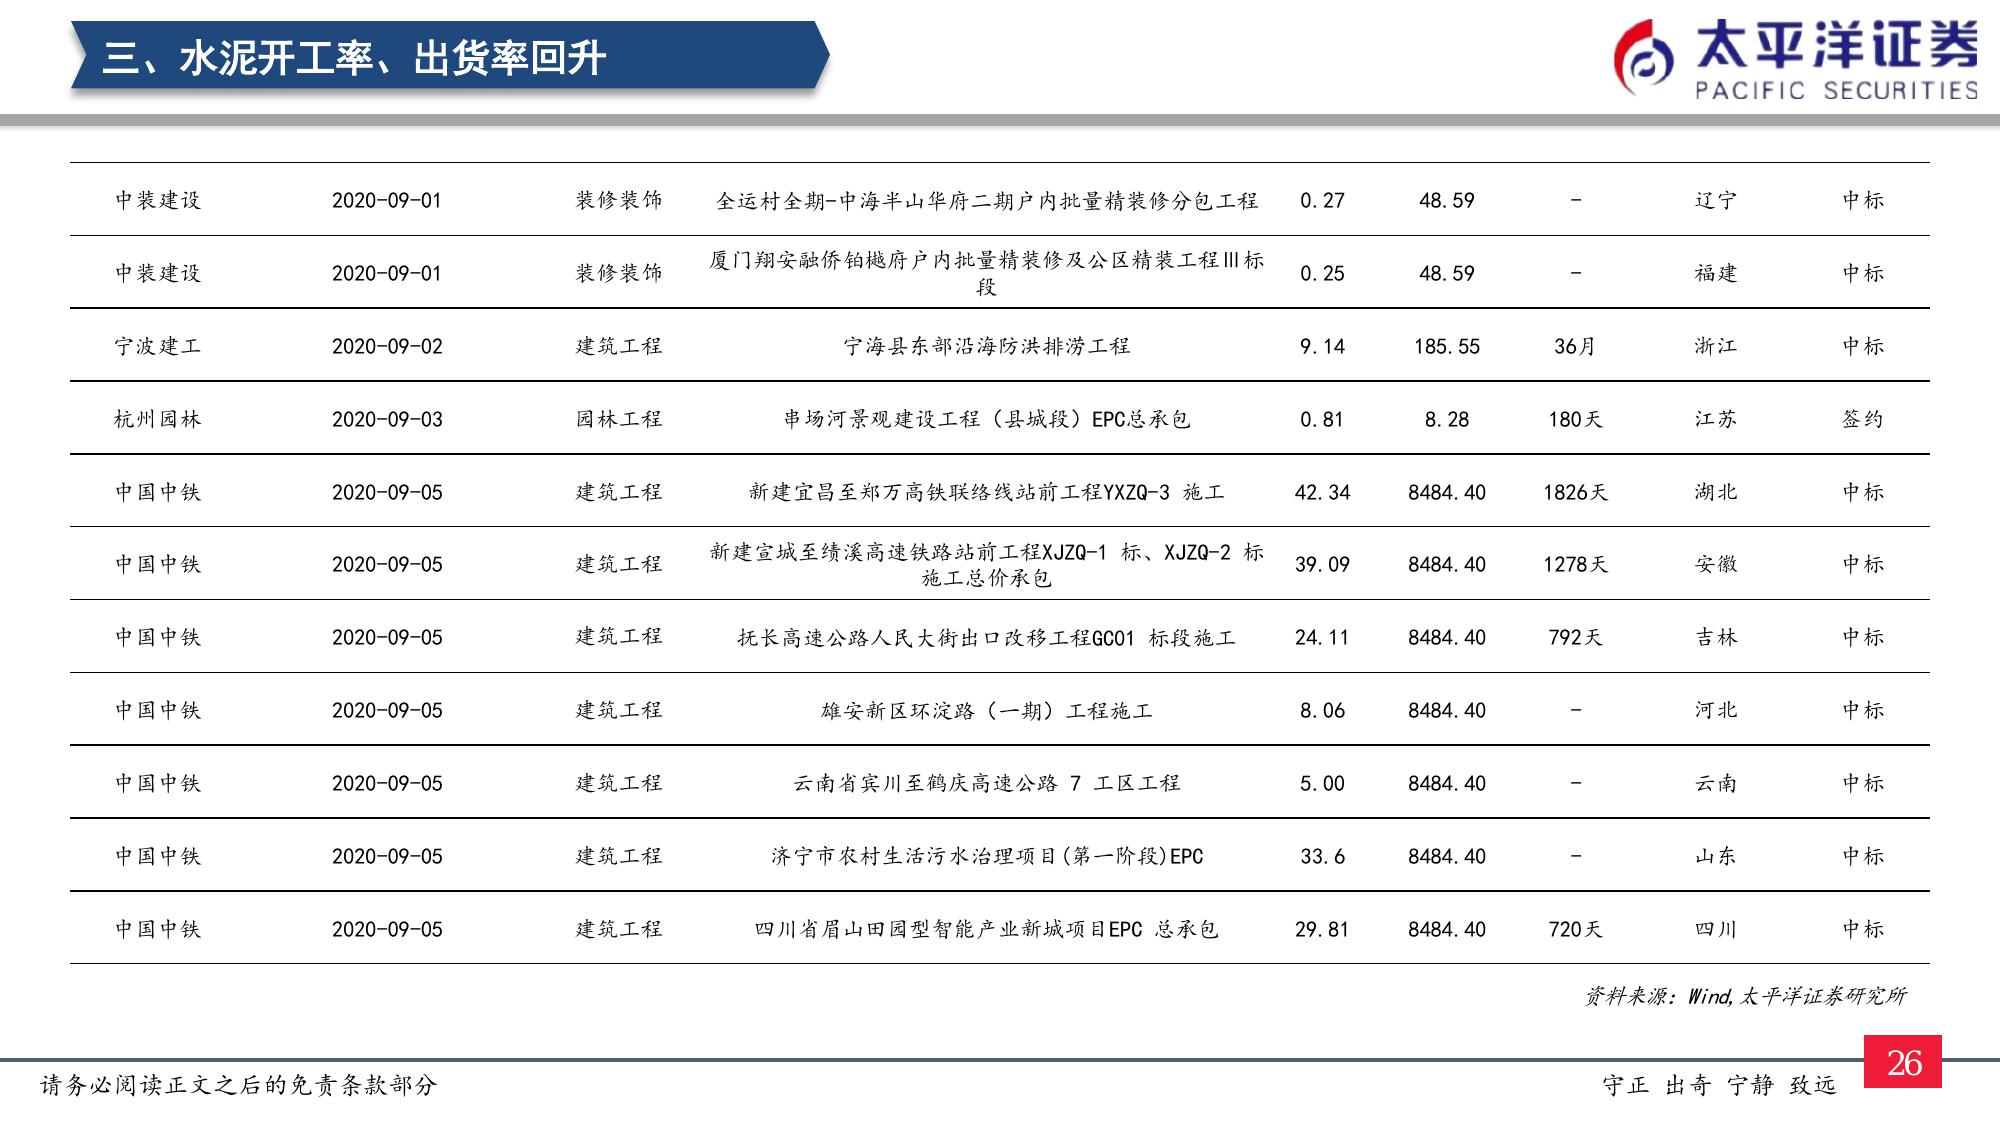 三、水泥开工率、出货率回升
太平洋证券
PACIFIC SECURITIES
中装建设 2020-09-01 装修装饰 全运村全期-中海半山华府二期户内批量精装修分包工程 0.27 48.59 - 辽宁 中标
中装建设 2020-09-01 装修装饰 厦门翔安融侨铂樾府户内批量精装修及公区精装工程Ⅲ标段 0.25 48.59 - 福建 中标
宁波建工 2020-09-02 建筑工程 宁海县东部沿海防洪排涝工程 9.14 185.55 36月 浙江 中标
杭州园林 2020-09-03 园林工程 串场河景观建设工程（县城段）EPC总承包 0.81 8.28 180天 江苏 签约
中国中铁 2020-09-05 建筑工程 新建宜昌至郑万高铁联络线站前工程YXZQ-3 施工 42.34 8484.40 1826天 湖北 中标
中国中铁 2020-09-05 建筑工程 新建宣城至绩溪高速铁路站前工程XJZQ-1 标、XJZQ-2 标施工总价承包 39.09 8484.40 1278天 安徽 中标
中国中铁 2020-09-05 建筑工程 抚长高速公路人民大街出口改移工程GC01 标段施工 24.11 8484.40 792天 吉林 中标
中国中铁 2020-09-05 建筑工程 雄安新区环淀路（一期）工程施工 8.06 8484.40 - 河北 中标
中国中铁 2020-09-05 建筑工程 云南省宾川至鹤庆高速公路 7 工区工程 5.00 8484.40 - 云南 中标
中国中铁 2020-09-05 建筑工程 济宁市农村生活污水治理项目(第一阶段)EPC 33.6 8484.40 - 山东 中标
中国中铁 2020-09-05 建筑工程 四川省眉山田园型智能产业新城项目EPC 总承包 29.81 8484.40 720天 四川 中标
资料来源：Wind,太平洋证券研究所
请务必阅读正文之后的免责条款部分
守正 出奇 宁静 致远
26